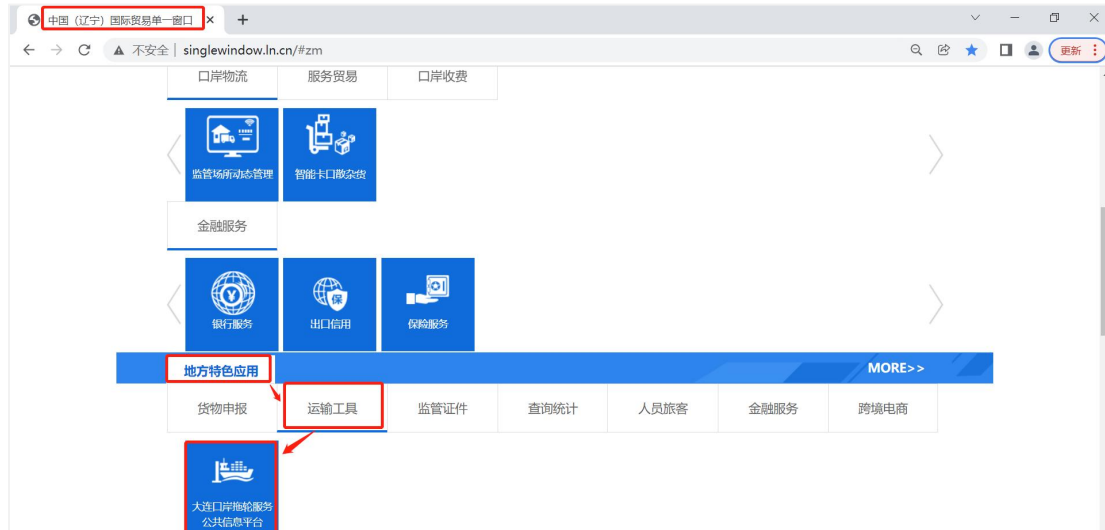 中国（辽宁）国际贸易单一窗口
不安全 singlewindow.ln.cn/#zm
更新
口岸物流 服务贸易 口岸收费
监管场所动态管理 智能卡口散杂货
金融服务
保
银行服务 出口信用 保险服务
地方特色应用 MORE>>
货物申报 运输工具 监管证件 查询统计 人员旅客 金融服务 跨境电商
大连口岸拖轮服务
公共信息平台